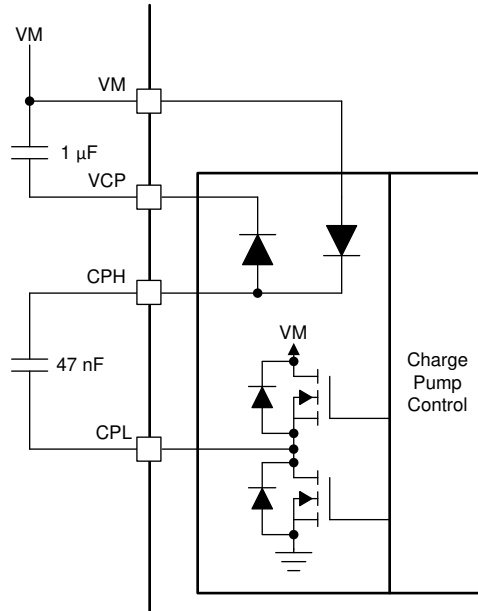 VM
VM
1 µF
VCP
CPH
VM
47 nF
Charge
Pump
Control
CPL